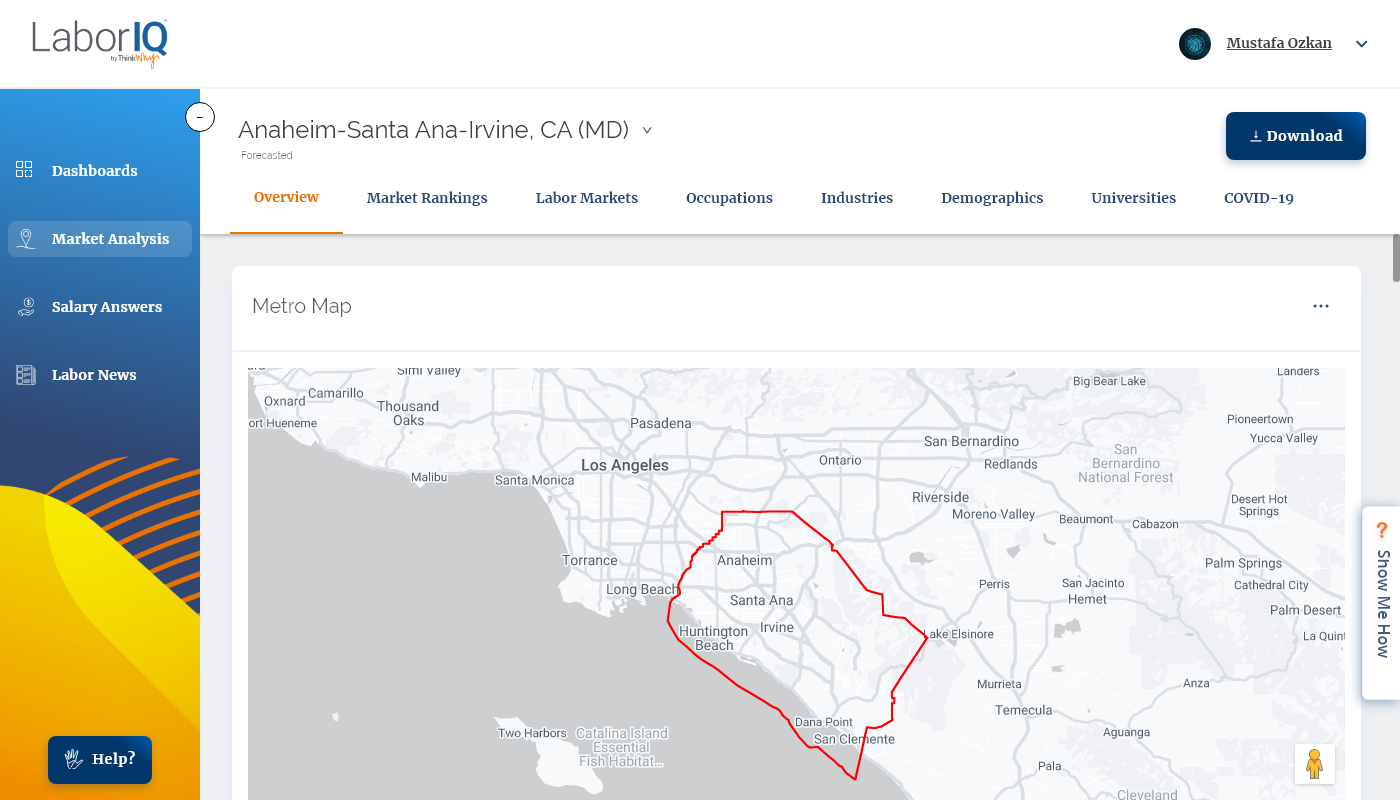 LaborIQ
by ThinkWhy
Mustafa Ozkan
-
Anaheim-Santa Ana-Irvine, CA (MD)
Forecasted
Download
Dashboards
Market Analysis
Salary Answers
Labor News
Help?
Overview
Market Rankings
Labor Markets
Occupations
Industries
Demographics
Universities
COVID-19
Metro Map
...
Simi Valley
Landers
Big Bear Lake
Camarillo
Oxnard
Thousand
Oaks
ort Hueneme
Pasadena
Pioneertown
Yucca Valley
San Bernardino
Los Angeles
Ontario
Redlands
San
Bernardino
National Forest
Malibu
Santa Monica
Riverside
Moreno Valley
Desert Hot
Springs
Beaumont
Cabazon
Torrance
Anaheim
Palm Springs
Long Beach
Perris
San Jacinto
Hemet
Cathedral City
Santa Ana
Palm Desert
Huntington
Beach
Irvine
Lake Elsinore
La Quint
Murrieta
Anza
Temecula
Dana Point
San Clemente
Aguanga
Two Harbors
Catalina Island
Essential
Fish Habitat...
Pala
Cleveland
? Show Me How